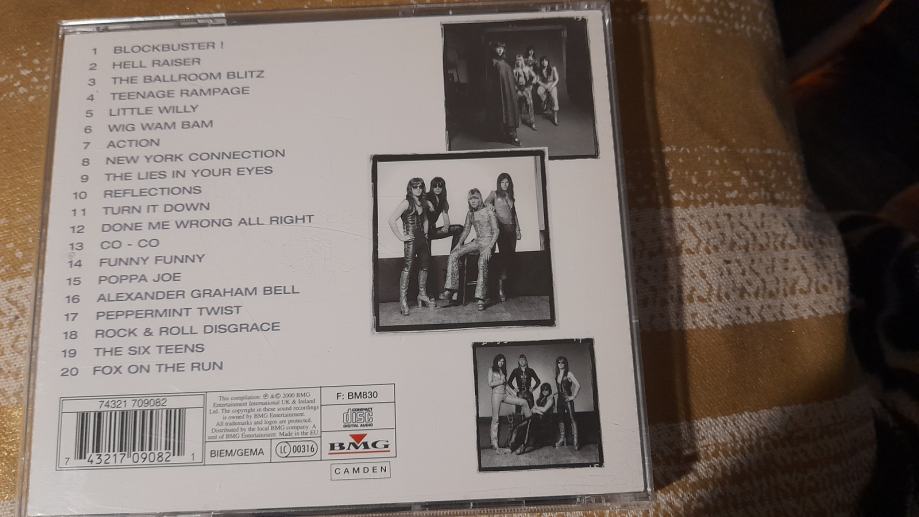 1 BLOCKBUSTER !
2 HELL RAISER
3 THE BALLROOM BLITZ
4 TEENAGE RAMPAGE
5 LITTLE WILLY
6 WIG WAM BAM
7 ACTION
8 NEW YORK CONNECTION
9 THE LIES IN YOUR EYES
10 REFLECTIONS
11 TURN IT DOWN
12 DONE ME WRONG ALL RIGHT
13 CO - CO
14 FUNNY FUNNY
15 POPPA JOE
16 ALEXANDER GRAHAM BELL
17 PEPPERMINT TWIST
18 ROCK & ROLL DISGRACE
19 THE SIX TEENS
20 FOX ON THE RUN
74321 709082
7 43217 09082 1
This compilation: ℗ & © 2000 BMG
Entertainment International UK & Ireland
Ltd. The copyright in these sound recordings
is owned by BMG Entertainment.
All trademarks and logos are protected.
Distributed by the local BMG company. A
unit of BMG Entertainment. Made in the EU.
BIEM/GEMA
LC 00316
F: BM830
COMPACT
disc
DIGITAL AUDIO
BMG
CAMDEN